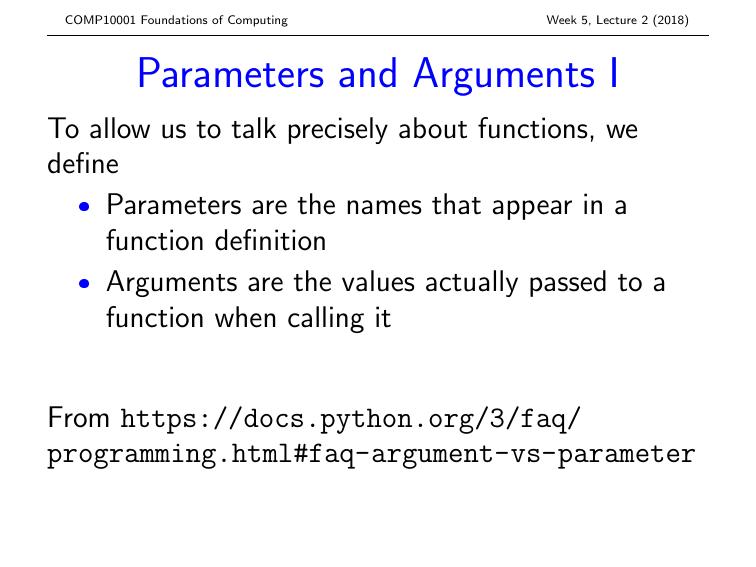 COMP10001 Foundations of Computing Week 5, Lecture 2 (2018)
Parameters and Arguments I
To allow us to talk precisely about functions, we
define
• Parameters are the names that appear in a
function definition
• Arguments are the values actually passed to a
function when calling it
From https://docs.python.org/3/faq/
programming.html#faq-argument-vs-parameter